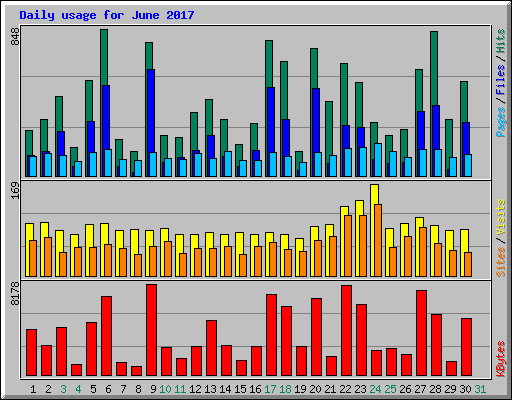 Daily usage for June 2017
848
Pages / Files / Hits
169
Sites / Visits
8178
KBytes
1 2 3 4 5 6 7 8 9 10 11 12 13 14 15 16 17 18 19 20 21 22 23 24 25 26 27 28 29 30 31